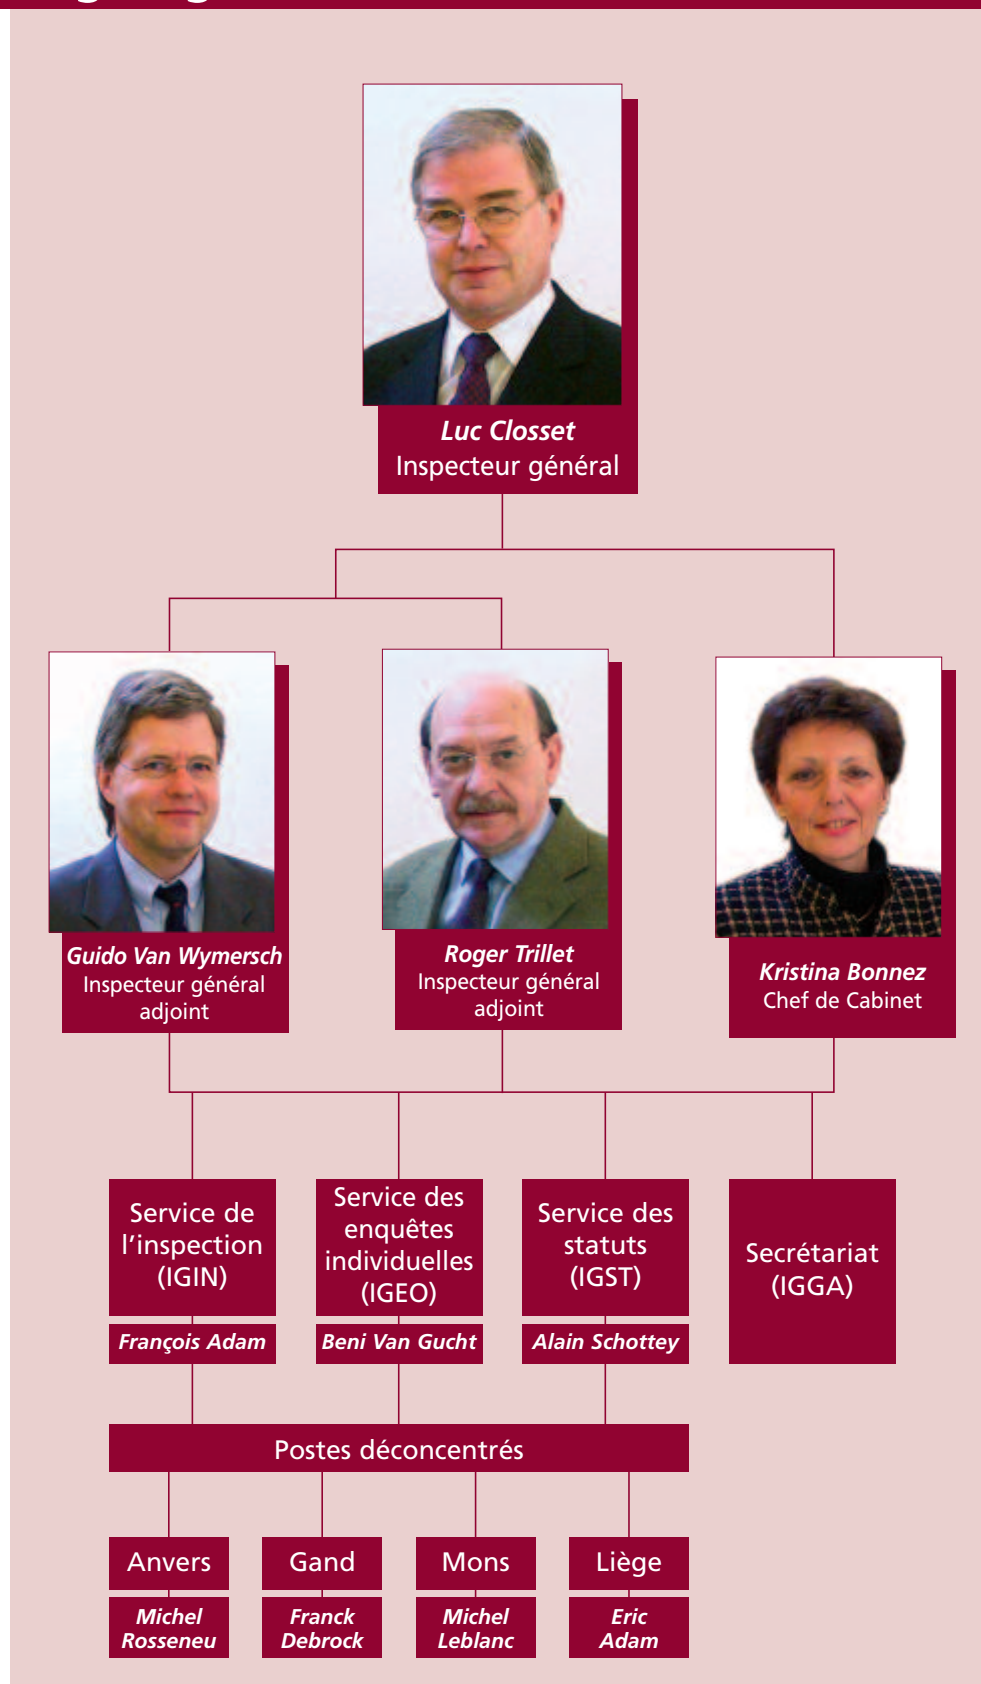 Luc Closset
Inspecteur général
Guido Van Wymersch
Inspecteur général
adjoint
Roger Trillet
Inspecteur général
adjoint
Kristina Bonnez
Chef de Cabinet
Service de
l'inspection
(IGIN)
François Adam
Service des
enquêtes
individuelles
(IGEO)
Beni Van Gucht
Service des
statuts
(IGST)
Alain Schottey
Secrétariat
(IGGA)
Postes déconcentrés
Anvers
Michel
Rosseneu
Gand
Franck
Debrock
Mons
Michel
Leblanc
Liège
Eric
Adam